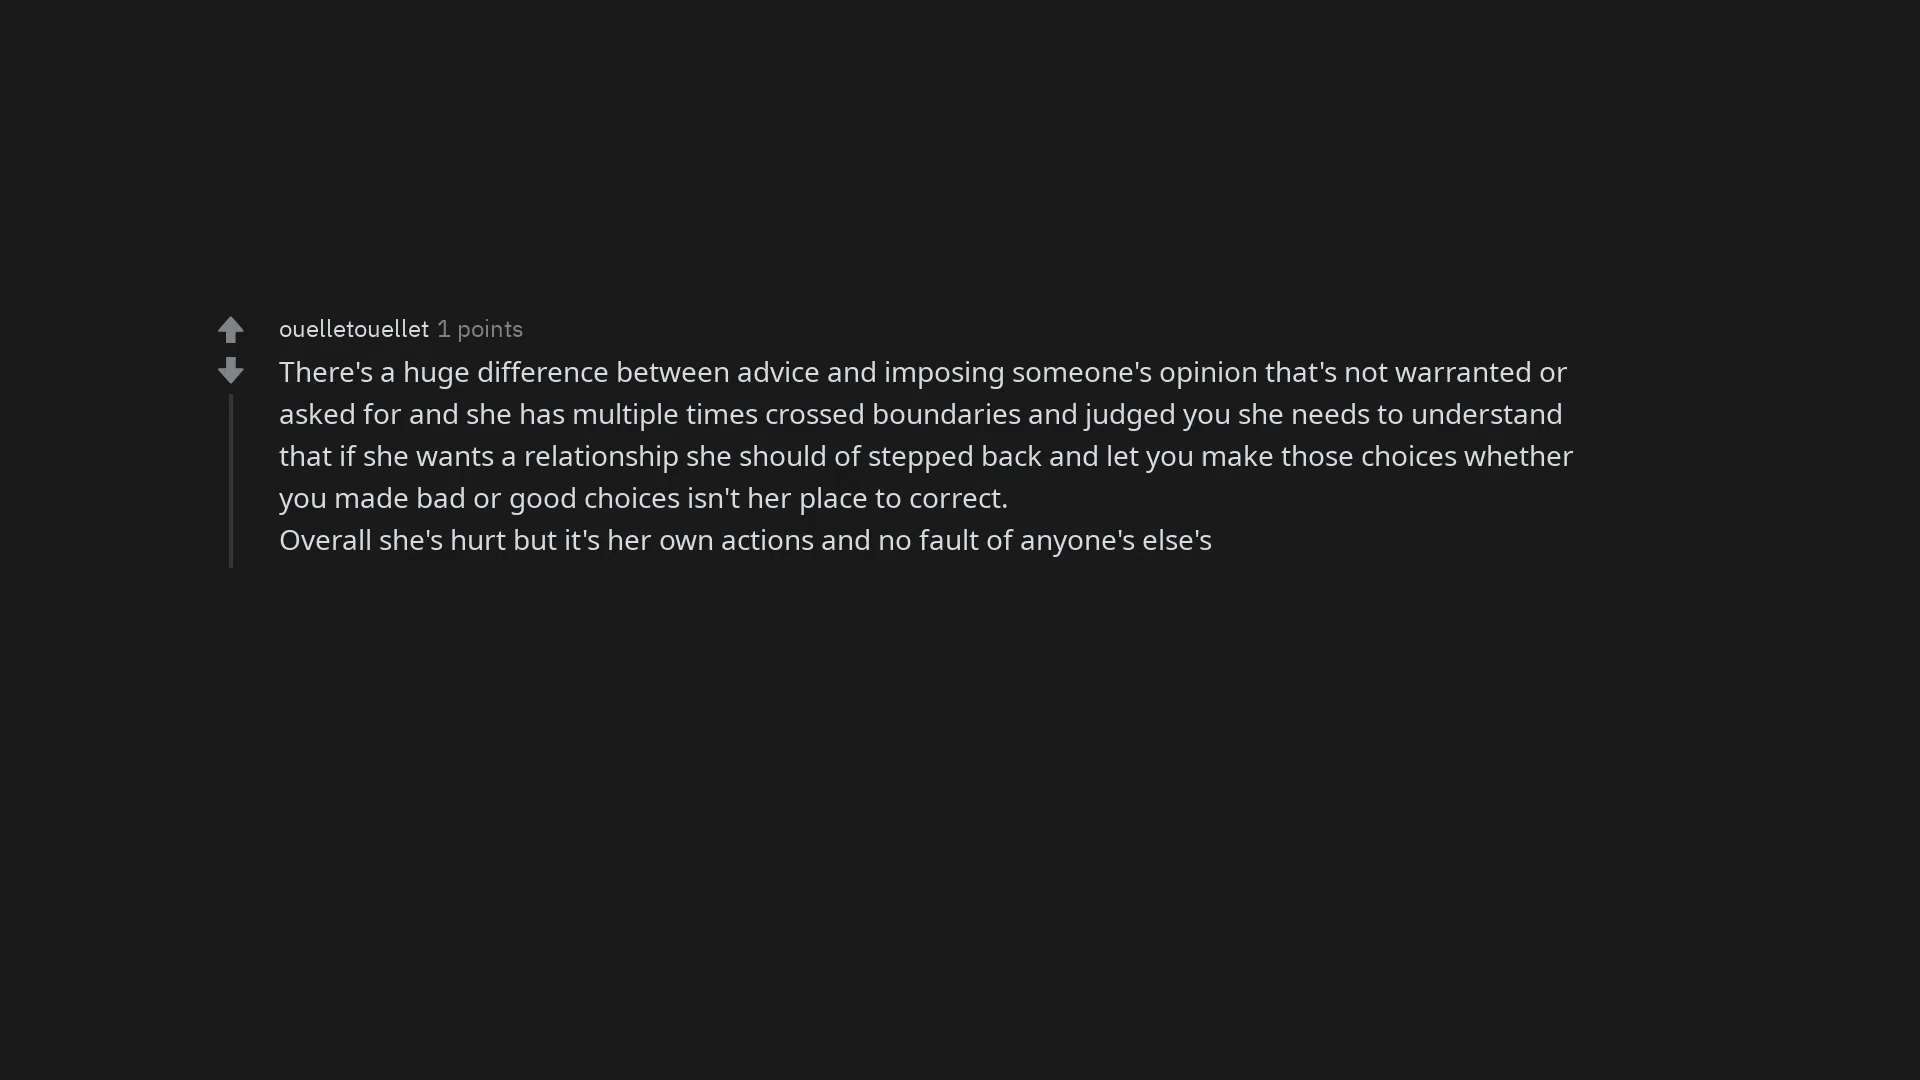 ouelletouellet 1 points
There's a huge difference between advice and imposing someone's opinion that's not warranted or
asked for and she has multiple times crossed boundaries and judged you she needs to understand
that if she wants a relationship she should of stepped back and let you make those choices whether
you made bad or good choices isn't her place to correct.
Overall she's hurt but it's her own actions and no fault of anyone's else's